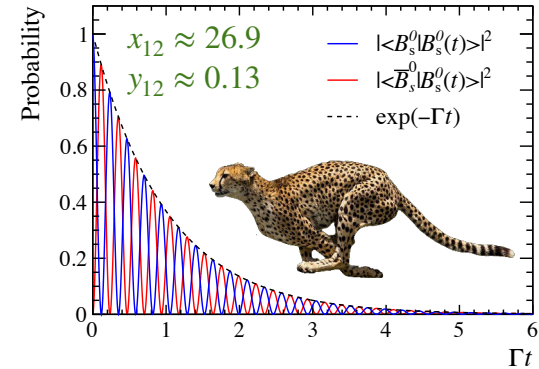 x₁₂ ≈ 26.9
y₁₂ ≈ 0.13
|<B_s^0|B_s^0(t)>|²
|<B̅_s^0|B_s^0(t)>|²
exp(−Γt)
Probability
1
0.8
0.6
0.4
0.2
0
0 1 2 3 4 5 6
Γt